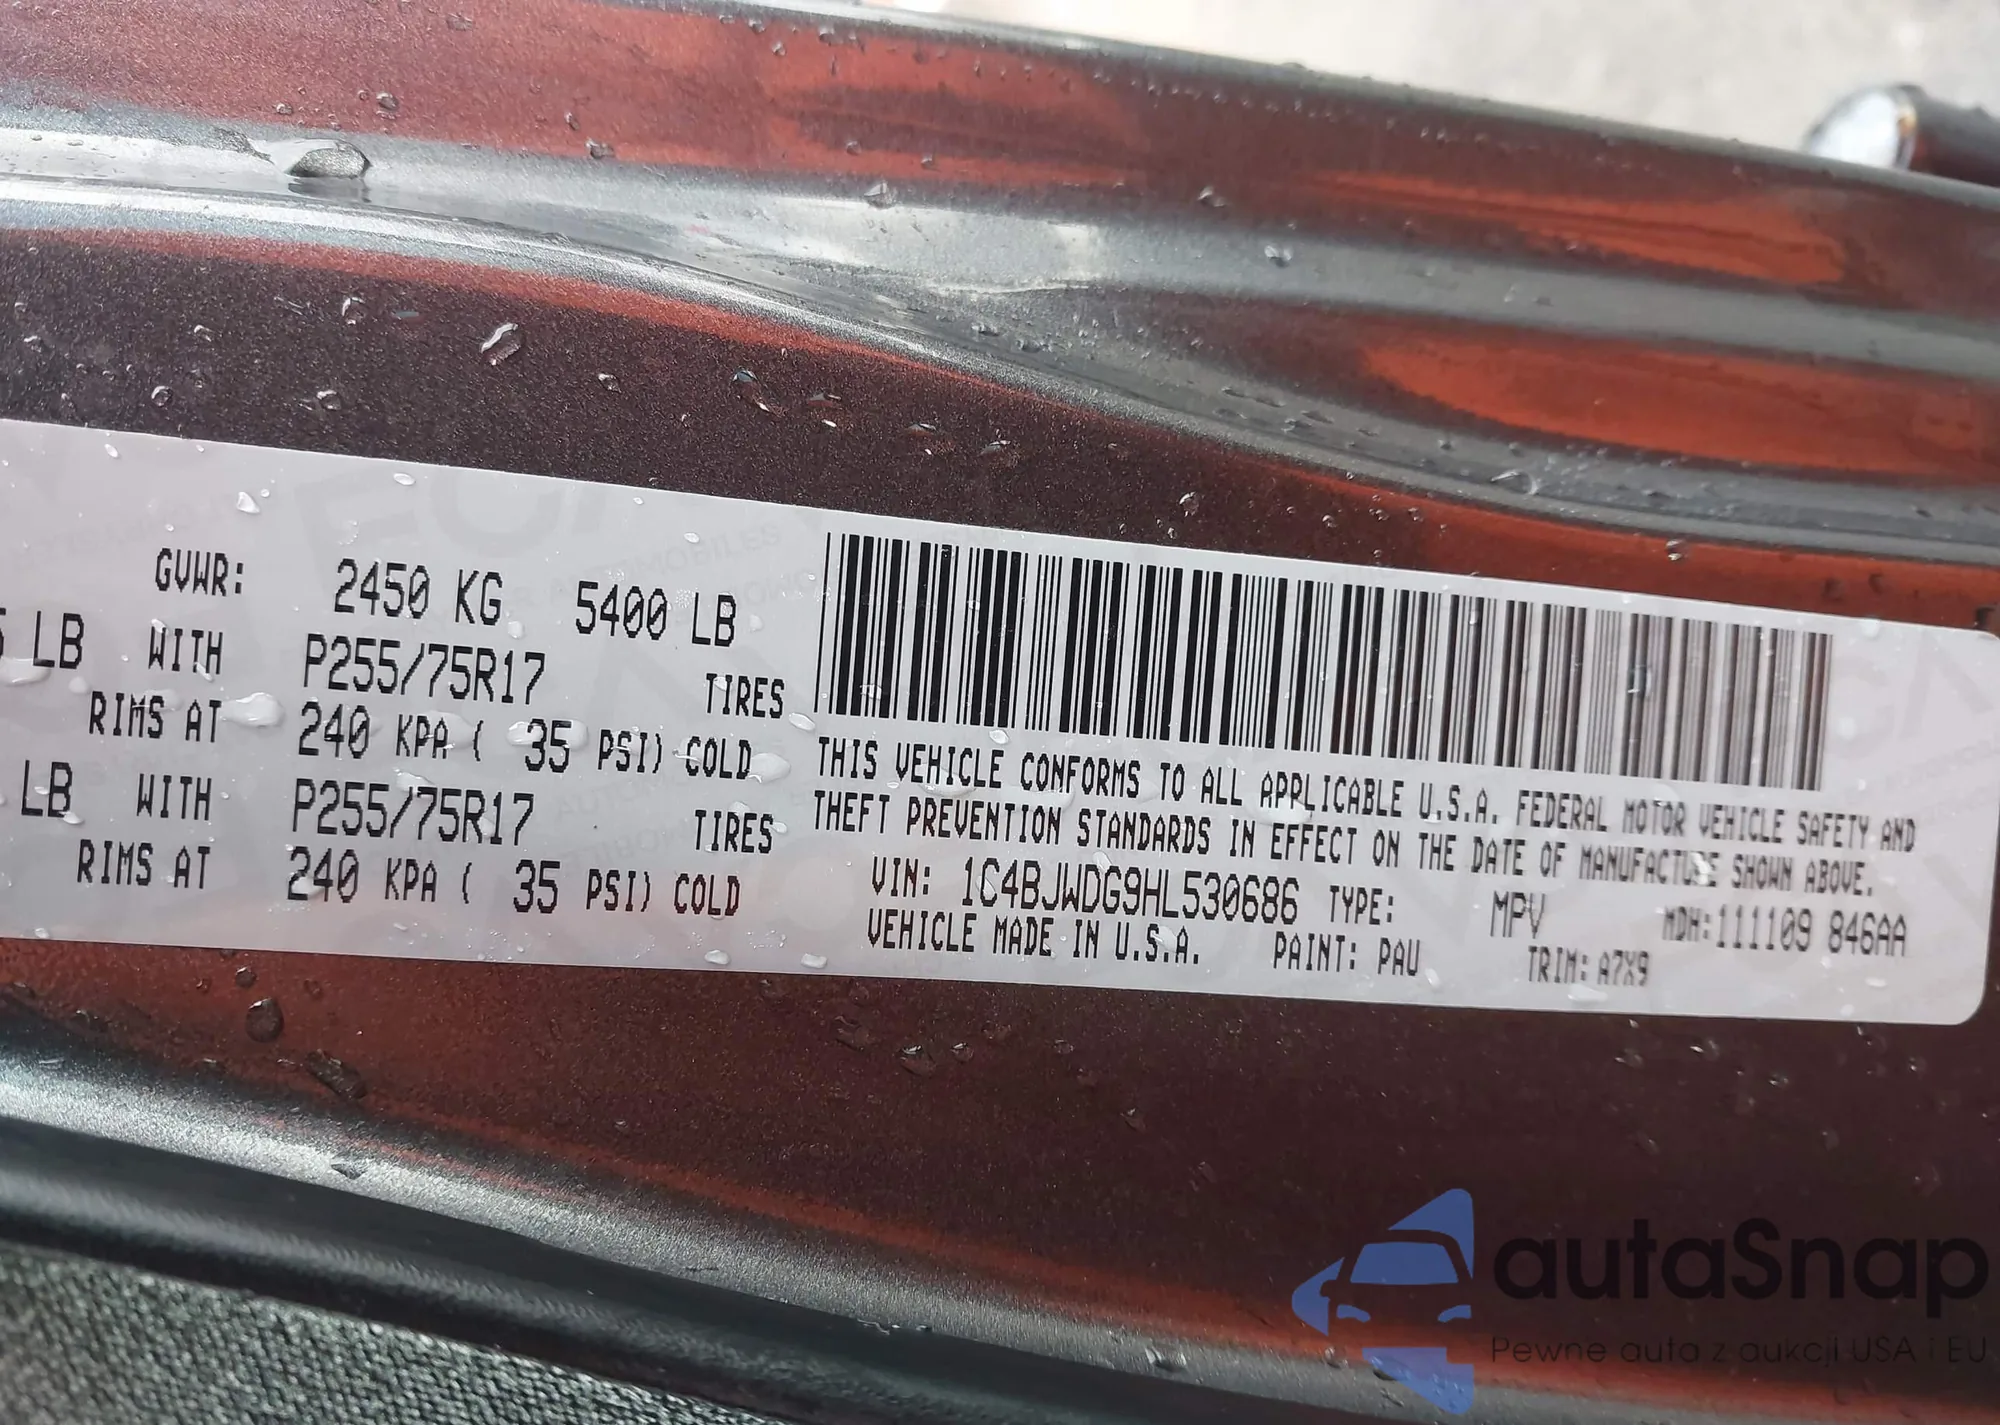 GVWR: 2450 KG 5400 LB
LB WITH P255/75R17 TIRES
RIMS AT 240 KPA ( 35 PSI) COLD
LB WITH P255/75R17 TIRES
RIMS AT 240 KPA ( 35 PSI) COLD
THIS VEHICLE CONFORMS TO ALL APPLICABLE U.S.A. FEDERAL MOTOR VEHICLE SAFETY AND
THEFT PREVENTION STANDARDS IN EFFECT ON THE DATE OF MANUFACTURE SHOWN ABOVE.
VIN: 1C4BJWDG9HL530686 TYPE: MPV MDH:111109 846AA
VEHICLE MADE IN U.S.A. PAINT: PAU TRIM: A7X9
autaSnap
Pewne auta z aukcji USA i EU